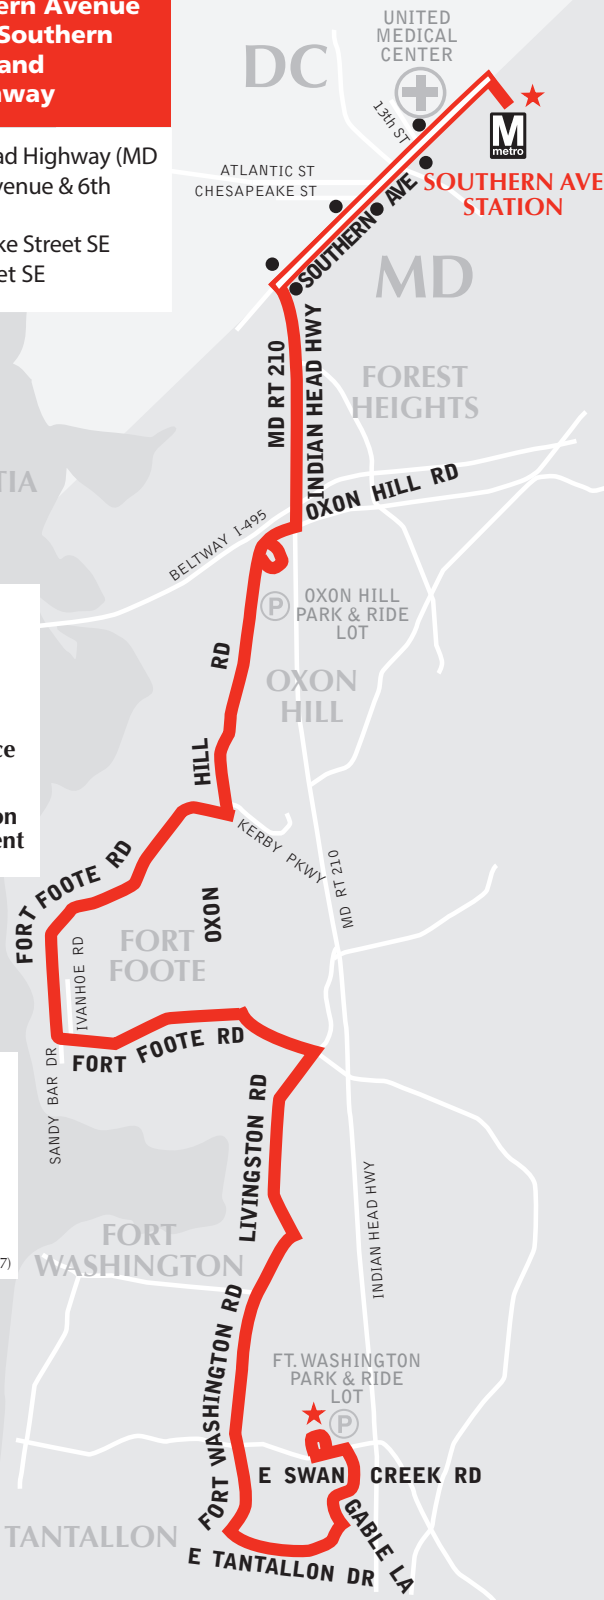 ern Avenue
Southern
and
way
ad Highway (MD
venue & 6th
ke Street SE
et SE
UNITED
MEDICAL
CENTER
DC
13th ST
M
metro
ATLANTIC ST
CHESAPEAKE ST
SOUTHERN AVE
STATION
SOUTHERN AVE
MD
MD RT 210
INDIAN HEAD HWY
FOREST
HEIGHTS
TIA
OXON HILL RD
BELTWAY I-495
P
OXON HILL
PARK & RIDE
LOT
RD
OXON
HILL
HILL
ce
on
ent
KERBY PKWY
FORT FOOTE RD
MD RT 210
OXON
FORT
FOOTE
IVANHOE RD
FORT FOOTE RD
SANDY BAR DR
LIVINGSTON RD
INDIAN HEAD HWY
FORT
WASHINGTON
7)
FORT WASHINGTON RD
FT. WASHINGTON
PARK & RIDE
LOT
P
E SWAN CREEK RD
GABLE LA
TANTALLON
E TANTALLON DR